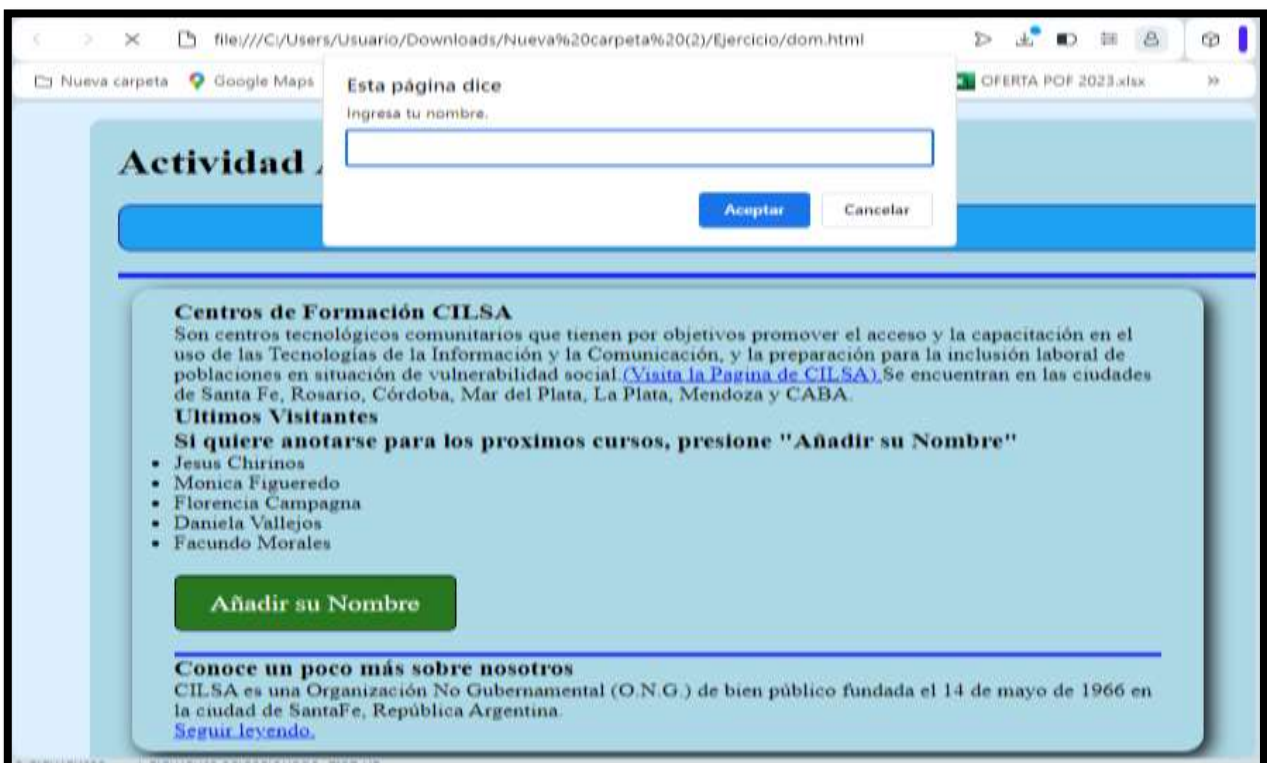 file:///C:/Users/Usuario/Downloads/Nueva%20carpeta%20(2)/Ejercicio/dom.html
Nueva carpeta Google Maps OFERTA POF 2023.xlsx »
Esta página dice
Ingresa tu nombre.
Aceptar Cancelar
Actividad
Centros de Formación CILSA
Son centros tecnológicos comunitarios que tienen por objetivos promover el acceso y la capacitación en el
uso de las Tecnologías de la Información y la Comunicación, y la preparación para la inclusión laboral de
poblaciones en situación de vulnerabilidad social.(Visita la Pagina de CILSA).Se encuentran en las ciudades
de Santa Fe, Rosario, Córdoba, Mar del Plata, La Plata, Mendoza y CABA.
Ultimos Visitantes
Si quiere anotarse para los proximos cursos, presione "Añadir su Nombre"
• Jesus Chirinos
• Monica Figueredo
• Florencia Campagna
• Daniela Vallejos
• Facundo Morales
Añadir su Nombre
Conoce un poco más sobre nosotros
CILSA es una Organización No Gubernamental (O.N.G.) de bien público fundada el 14 de mayo de 1966 en
la ciudad de SantaFe, República Argentina.
Seguir leyendo.